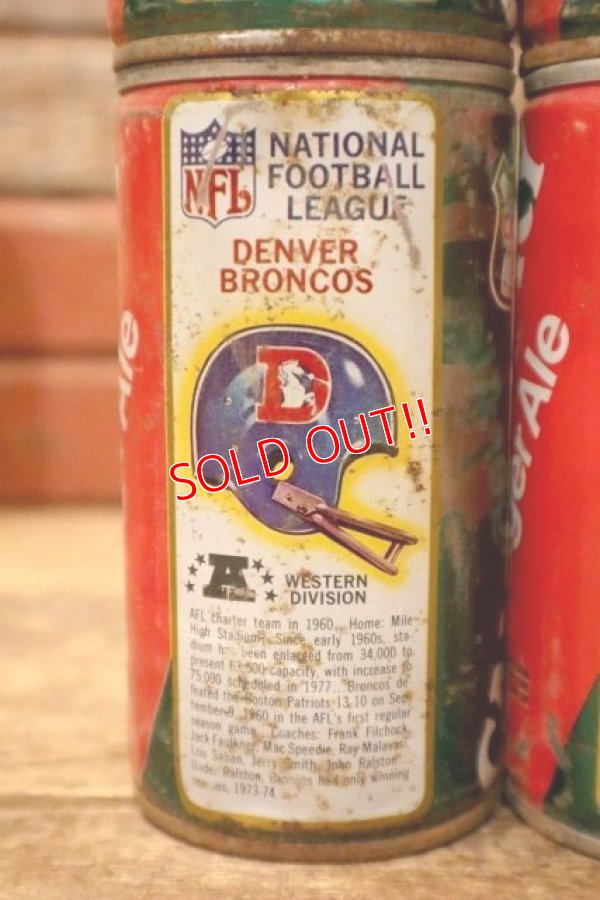 NFL
NATIONAL
FOOTBALL
LEAGUE
DENVER
BRONCOS
D
SOLD OUT!!
A
WESTERN
DIVISION
AFL charter team in 1960. Home: Mile
High Stadium. Since early 1960s, sta-
dium h.. been enlarged from 34,000 to
present 63,500 capacity, with increase to
75,000 scheduled in 1977... Broncos de-
feated the Boston Patriots 13-10 on Sep-
tember 9, 1960 in the AFL's first regular
season game. Coaches: Frank Filchock,
Jack Faulkner, Mac Speedie, Ray Malavasi,
Lou Saban, Jerry Smith, John Ralston.
Under Ralston, Broncos had only winning
1973-74
Ale
ger Ale